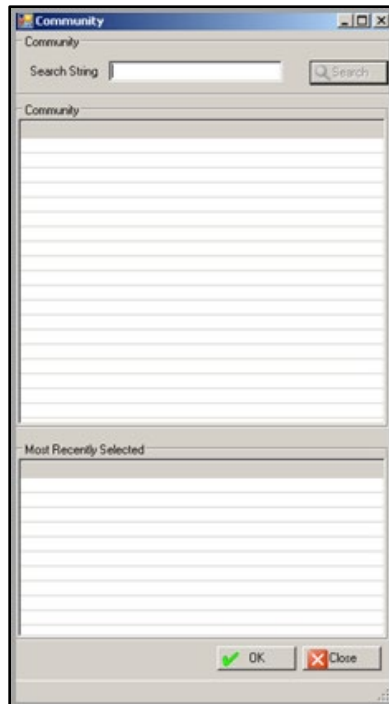 Community
Community
Search String
Search
Community
Most Recently Selected
OK
Close